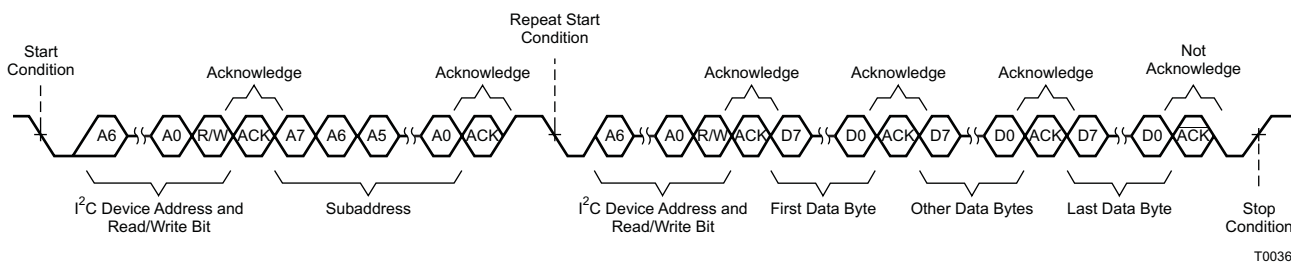 Repeat Start
Condition
Start
Condition
Acknowledge
Acknowledge
Acknowledge
Acknowledge
Acknowledge
Not
Acknowledge
A6 A0 R/W ACK A7 A6 A5 A0 ACK A6 A0 R/W ACK D7 D0 ACK D7 D0 ACK D7 D0 ACK
I²C Device Address and
Read/Write Bit
Subaddress
I²C Device Address and
Read/Write Bit
First Data Byte
Other Data Bytes
Last Data Byte
Stop
Condition
T0036